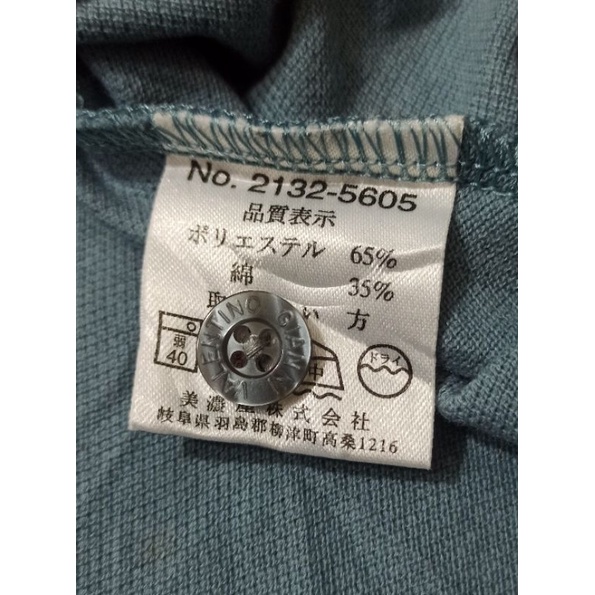 No. 2132-5605
品質表示
ポリエステル 65%
綿 35%
取 い 方
弱 40 中 ドライ
VALENTINO
美濃屋株式会社
岐阜県羽島郡柳津町高桑1216